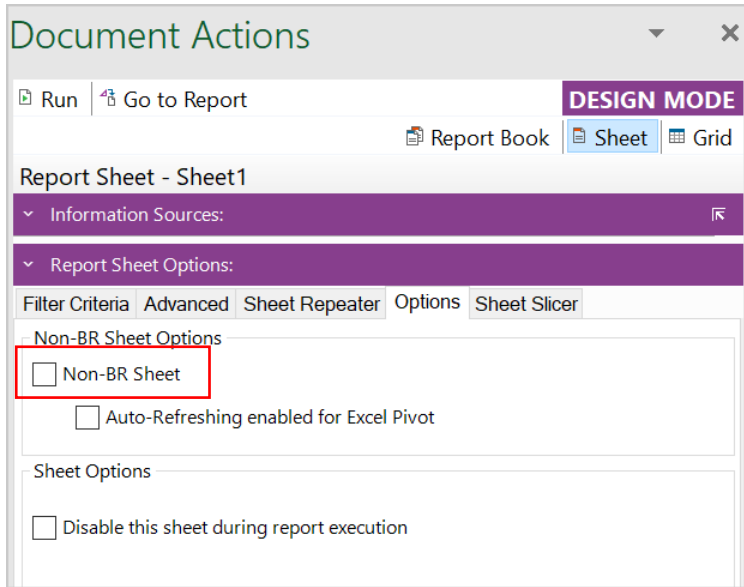 Document Actions
Run Go to Report DESIGN MODE
Report Book Sheet Grid
Report Sheet - Sheet1
Information Sources:
Report Sheet Options:
Filter Criteria Advanced Sheet Repeater Options Sheet Slicer
Non-BR Sheet Options
Non-BR Sheet
Auto-Refreshing enabled for Excel Pivot
Sheet Options
Disable this sheet during report execution